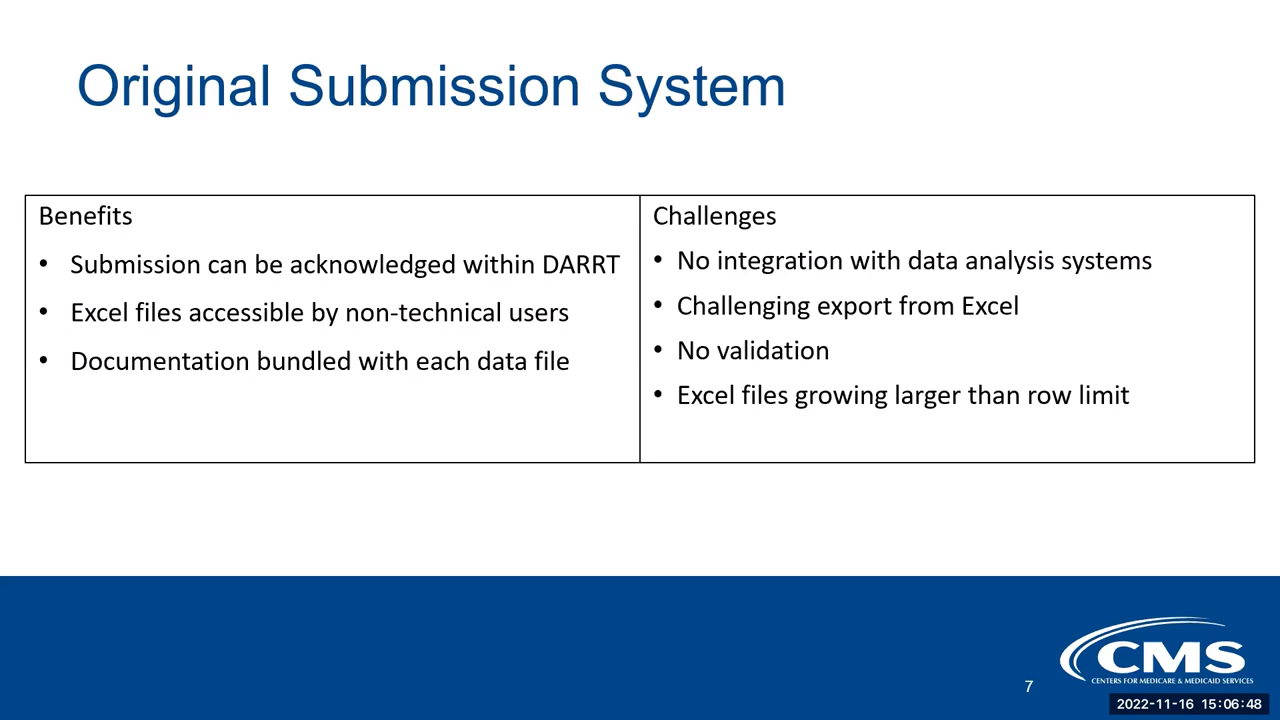 Original Submission System
Benefits
• Submission can be acknowledged within DARRT
• Excel files accessible by non-technical users
• Documentation bundled with each data file
Challenges
• No integration with data analysis systems
• Challenging export from Excel
• No validation
• Excel files growing larger than row limit
CMS
CENTERS FOR MEDICARE & MEDICAID SERVICES
7
2022-11-16 15:06:48